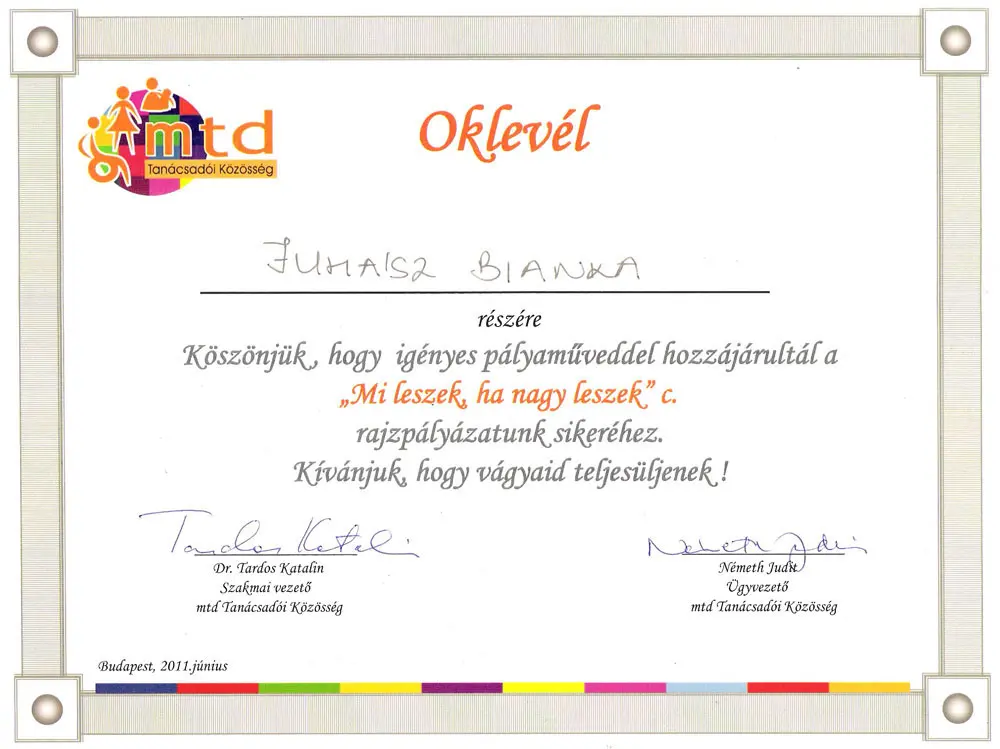 mtd
Tanácsadói Közösség
Oklevél
JUHÁSZ BIANKA
részére
Köszönjük, hogy igényes pályaműveddel hozzájárultál a
„Mi leszek, ha nagy leszek” c.
rajzpályázatunk sikeréhez.
Kívánjuk, hogy vágyaid teljesüljenek !
Tardos Katalin
Németh Judit
Dr. Tardos Katalin
Németh Judit
Szakmai vezető
Ügyvezető
mtd Tanácsadói Közösség
mtd Tanácsadói Közösség
Budapest, 2011.június